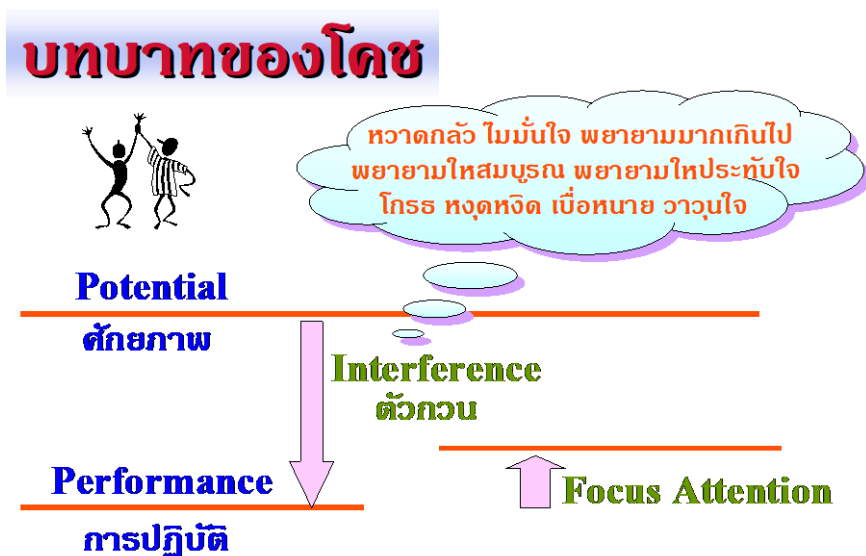 บทบาทของโคช
หวาดกลัว ไมมั่นใจ พยายามมากเกินไป
พยายามใหสมบูรณ พยายามใหประทับใจ
โกรธ หงุดหงิด เบื่อหนาย วาวุนใจ
Potential
ศักยภาพ
Interference
ตัวกวน
Performance
การปฏิบัติ
Focus Attention